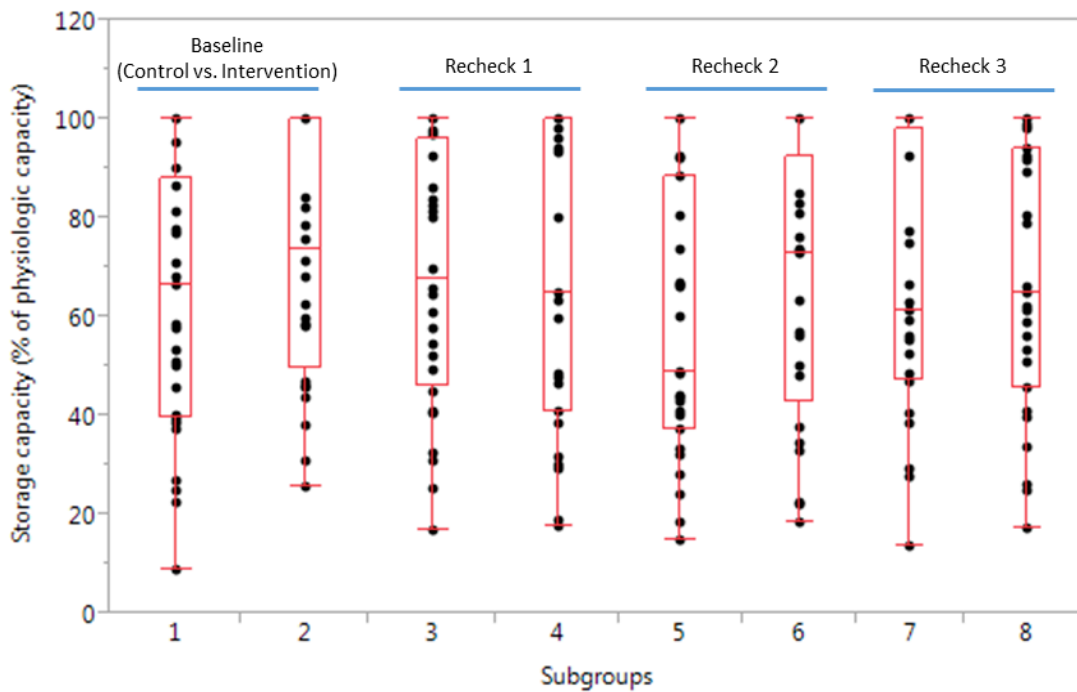 Baseline
(Control vs. Intervention)
Recheck 1
Recheck 2
Recheck 3
Storage capacity (% of physiologic capacity)
120
100
80
60
40
20
0
1 2 3 4 5 6 7 8
Subgroups